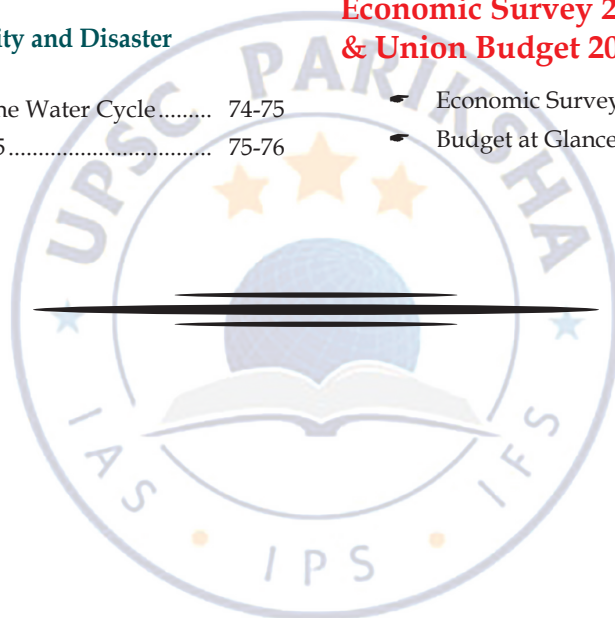 ity and Disaster
he Water Cycle......... 74-75
5.................................. 75-76
Economic Survey 2
& Union Budget 20
Economic Survey
Budget at Glance
UPSC PARIKSHA
IAS • IPS • IFS